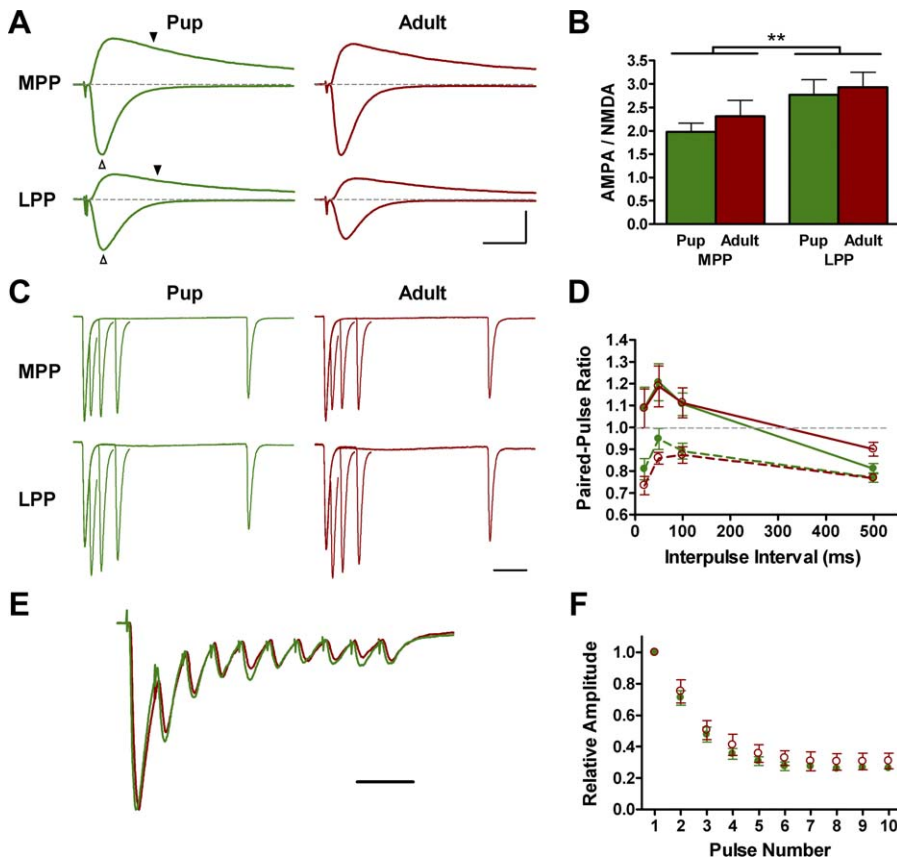 A
Pup
Adult
MPP
LPP
B
**
AMPA / NMDA
3.5
3.0
2.5
2.0
1.5
1.0
0.5
0.0
Pup Adult Pup Adult
MPP LPP
C
Pup
Adult
MPP
LPP
D
Paired-Pulse Ratio
1.4
1.3
1.2
1.1
1.0
0.9
0.8
0.7
0.6
0 100 200 300 400 500 600
Interpulse Interval (ms)
E
F
Relative Amplitude
1.0
0.8
0.6
0.4
0.2
0.0
1 2 3 4 5 6 7 8 9 10
Pulse Number